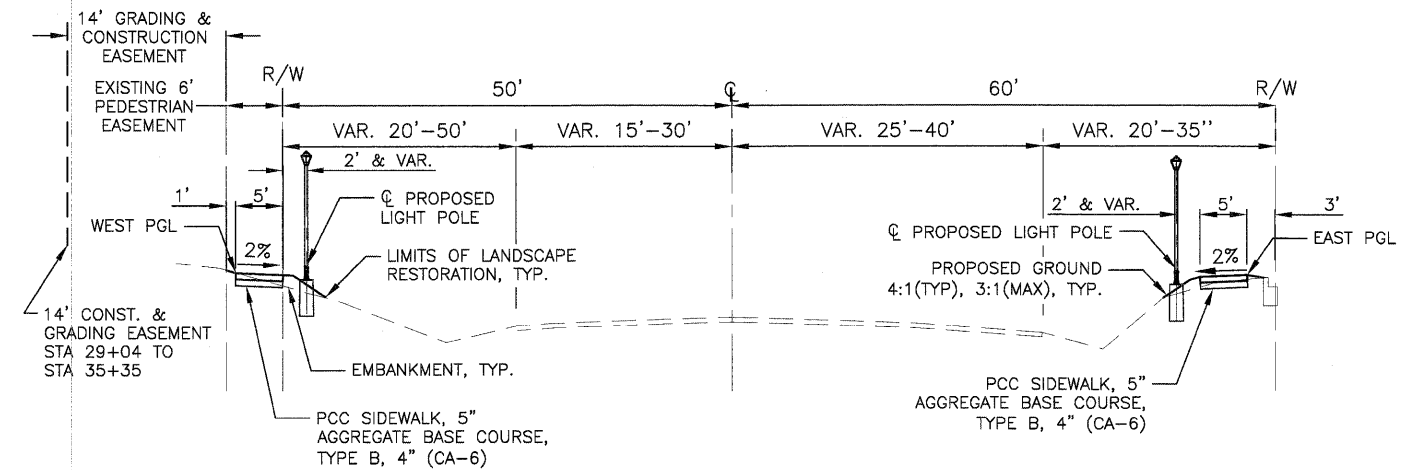 14' GRADING &
CONSTRUCTION
EASEMENT
R/W
EXISTING 6'
PEDESTRIAN
EASEMENT
50'
℄
60'
R/W
VAR. 20'-50'
VAR. 15'-30'
VAR. 25'-40'
VAR. 20'-35''
2' & VAR.
1'
5'
℄ PROPOSED
LIGHT POLE
WEST PGL
2%
LIMITS OF LANDSCAPE
RESTORATION, TYP.
2' & VAR.
5'
3'
℄ PROPOSED LIGHT POLE
2%
EAST PGL
PROPOSED GROUND
4:1(TYP), 3:1(MAX), TYP.
14' CONST. &
GRADING EASEMENT
STA 29+04 TO
STA 35+35
EMBANKMENT, TYP.
PCC SIDEWALK, 5"
AGGREGATE BASE COURSE,
TYPE B, 4" (CA-6)
PCC SIDEWALK, 5"
AGGREGATE BASE COURSE,
TYPE B, 4" (CA-6)